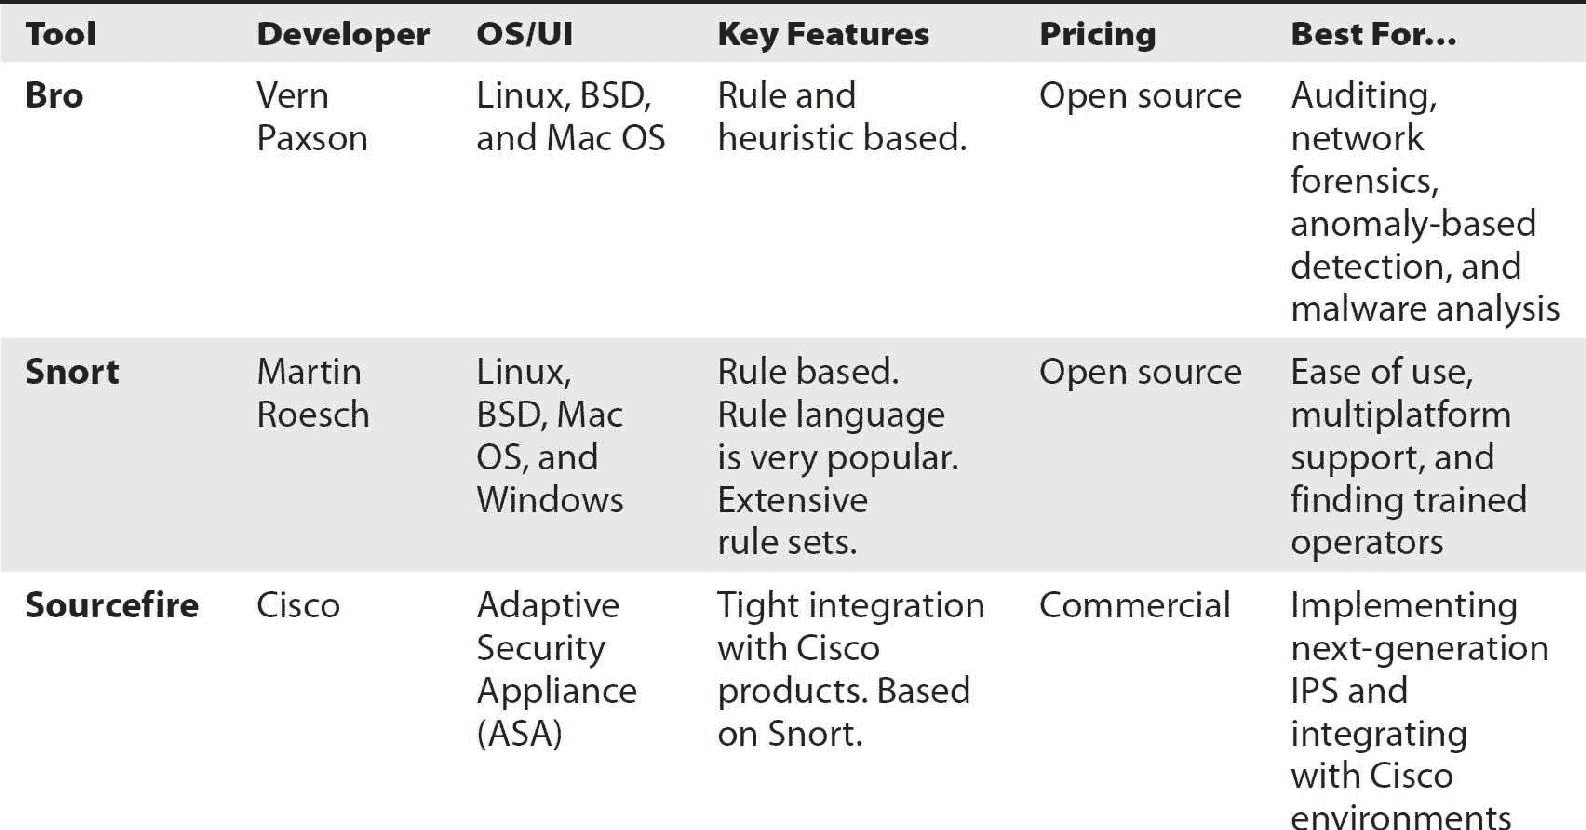 Tool Developer OS/UI Key Features Pricing Best For...
Bro Vern Linux, BSD, Rule and Open source Auditing,
Paxson and Mac OS heuristic based. network
forensics,
anomaly-based
detection, and
malware analysis
Snort Martin Linux, Rule based. Open source Ease of use,
Roesch BSD, Mac Rule language multiplatform
OS, and is very popular. support, and
Windows Extensive finding trained
rule sets. operators
Sourcefire Cisco Adaptive Tight integration Commercial Implementing
Security with Cisco next-generation
Appliance products. Based IPS and
(ASA) on Snort. integrating
with Cisco
environments